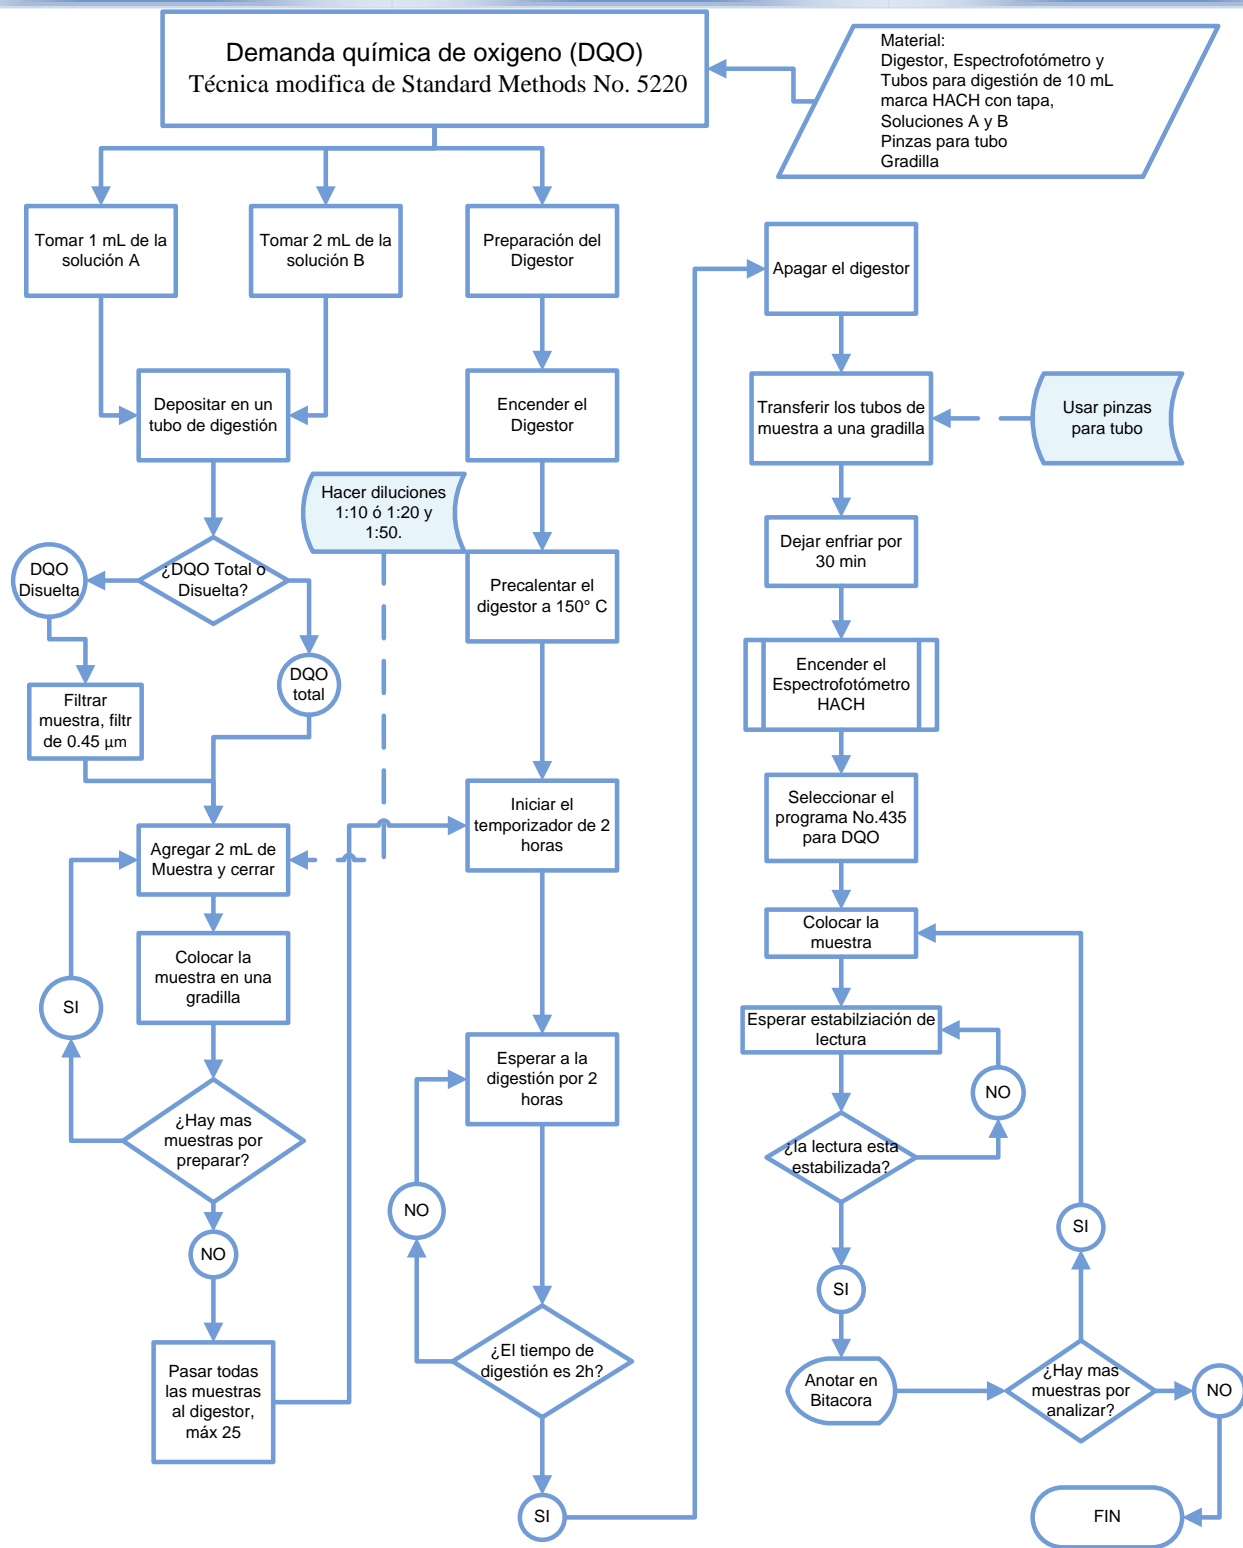 Demanda química de oxigeno (DQO)
Técnica modifica de Standard Methods No. 5220
Material:
Digestor, Espectrofotómetro y
Tubos para digestión de 10 mL
marca HACH con tapa,
Soluciones A y B
Pinzas para tubo
Gradilla
Tomar 1 mL de la
solución A
Tomar 2 mL de la
solución B
Preparación del
Digestor
Depositar en un
tubo de digestión
Encender el
Digestor
Hacer diluciones
1:10 ó 1:20 y
1:50.
¿DQO Total o
Disuelta?
DQO
Disuelta
DQO
total
Filtrar
muestra, filtr
de 0.45 µm
Precalentar el
digestor a 150° C
Agregar 2 mL de
Muestra y cerrar
Colocar la
muestra en una
gradilla
SI
¿Hay mas
muestras por
preparar?
NO
Pasar todas
las muestras
al digestor,
máx 25
Iniciar el
temporizador de 2
horas
Esperar a la
digestión por 2
horas
NO
¿El tiempo de
digestión es 2h?
SI
Apagar el digestor
Transferir los tubos de
muestra a una gradilla
Usar pinzas
para tubo
Dejar enfriar por
30 min
Encender el
Espectrofotómetro
HACH
Seleccionar el
programa No.435
para DQO
Colocar la
muestra
Esperar estabilziación de
lectura
NO
¿la lectura esta
estabilizada?
SI
SI
Anotar en
Bitacora
¿Hay mas
muestras por
analizar?
NO
FIN